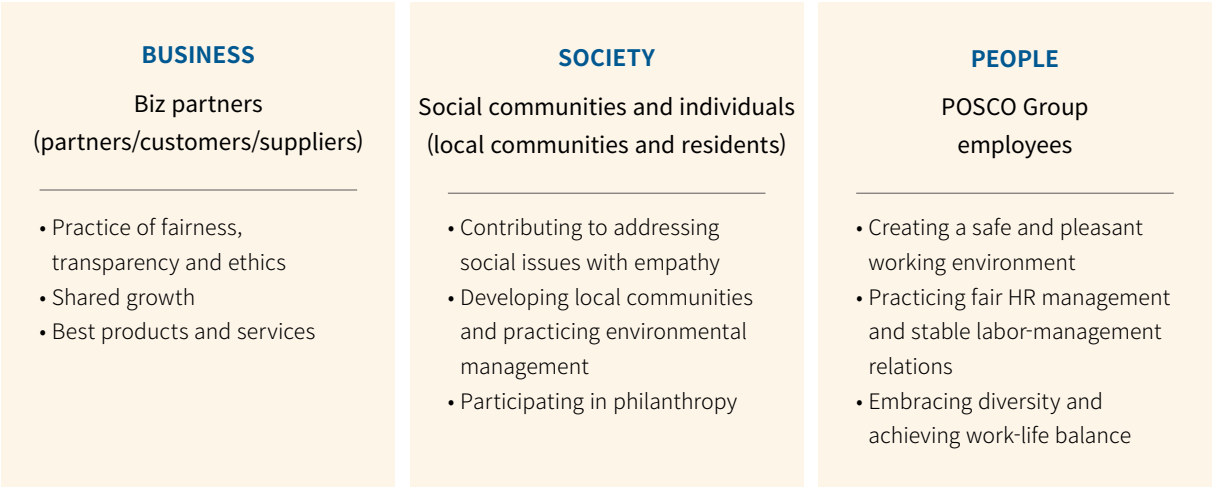 BUSINESS
Biz partners
(partners/customers/suppliers)
• Practice of fairness,
transparency and ethics
• Shared growth
• Best products and services
SOCIETY
Social communities and individuals
(local communities and residents)
• Contributing to addressing
social issues with empathy
• Developing local communities
and practicing environmental
management
• Participating in philanthropy
PEOPLE
POSCO Group
employees
• Creating a safe and pleasant
working environment
• Practicing fair HR management
and stable labor-management
relations
• Embracing diversity and
achieving work-life balance